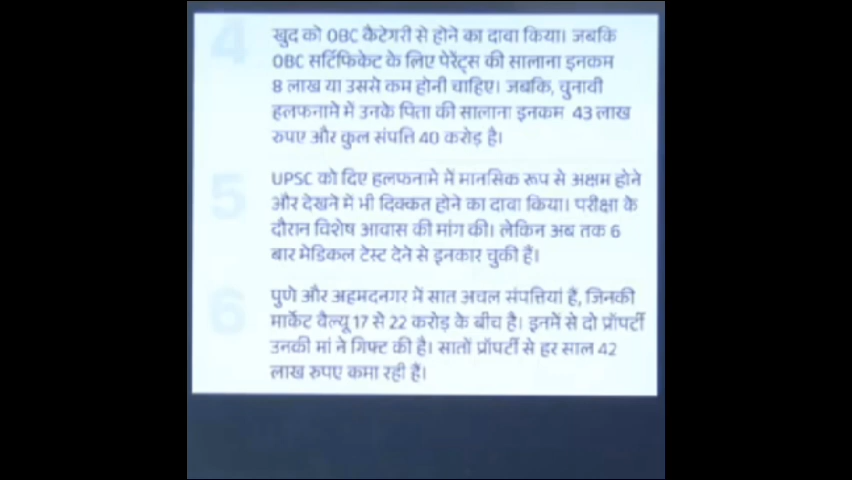 4
खुद को OBC कैटेगरी से होने का दावा किया। जबकि
OBC सर्टिफिकेट के लिए पेरेंट्स की सालाना इनकम
8 लाख या उससे कम होनी चाहिए। जबकि, चुनावी
हलफनामे में उनके पिता की सालाना इनकम 43 लाख
रुपए और कुल संपत्ति 40 करोड़ है।
5
UPSC को दिए हलफनामे में मानसिक रूप से अक्षम होने
और देखने में भी दिक्कत होने का दावा किया। परीक्षा के
दौरान विशेष आवास की मांग की। लेकिन अब तक 6
बार मेडिकल टेस्ट देने से इनकार चुकी हैं।
6
पुणे और अहमदनगर में सात अचल संपत्तियां हैं, जिनकी
मार्केट वैल्यू 17 से 22 करोड़ के बीच है। इनमें से दो प्रॉपर्टी
उनकी मां ने गिफ्ट की है। सातों प्रॉपर्टी से हर साल 42
लाख रुपए कमा रही हैं।